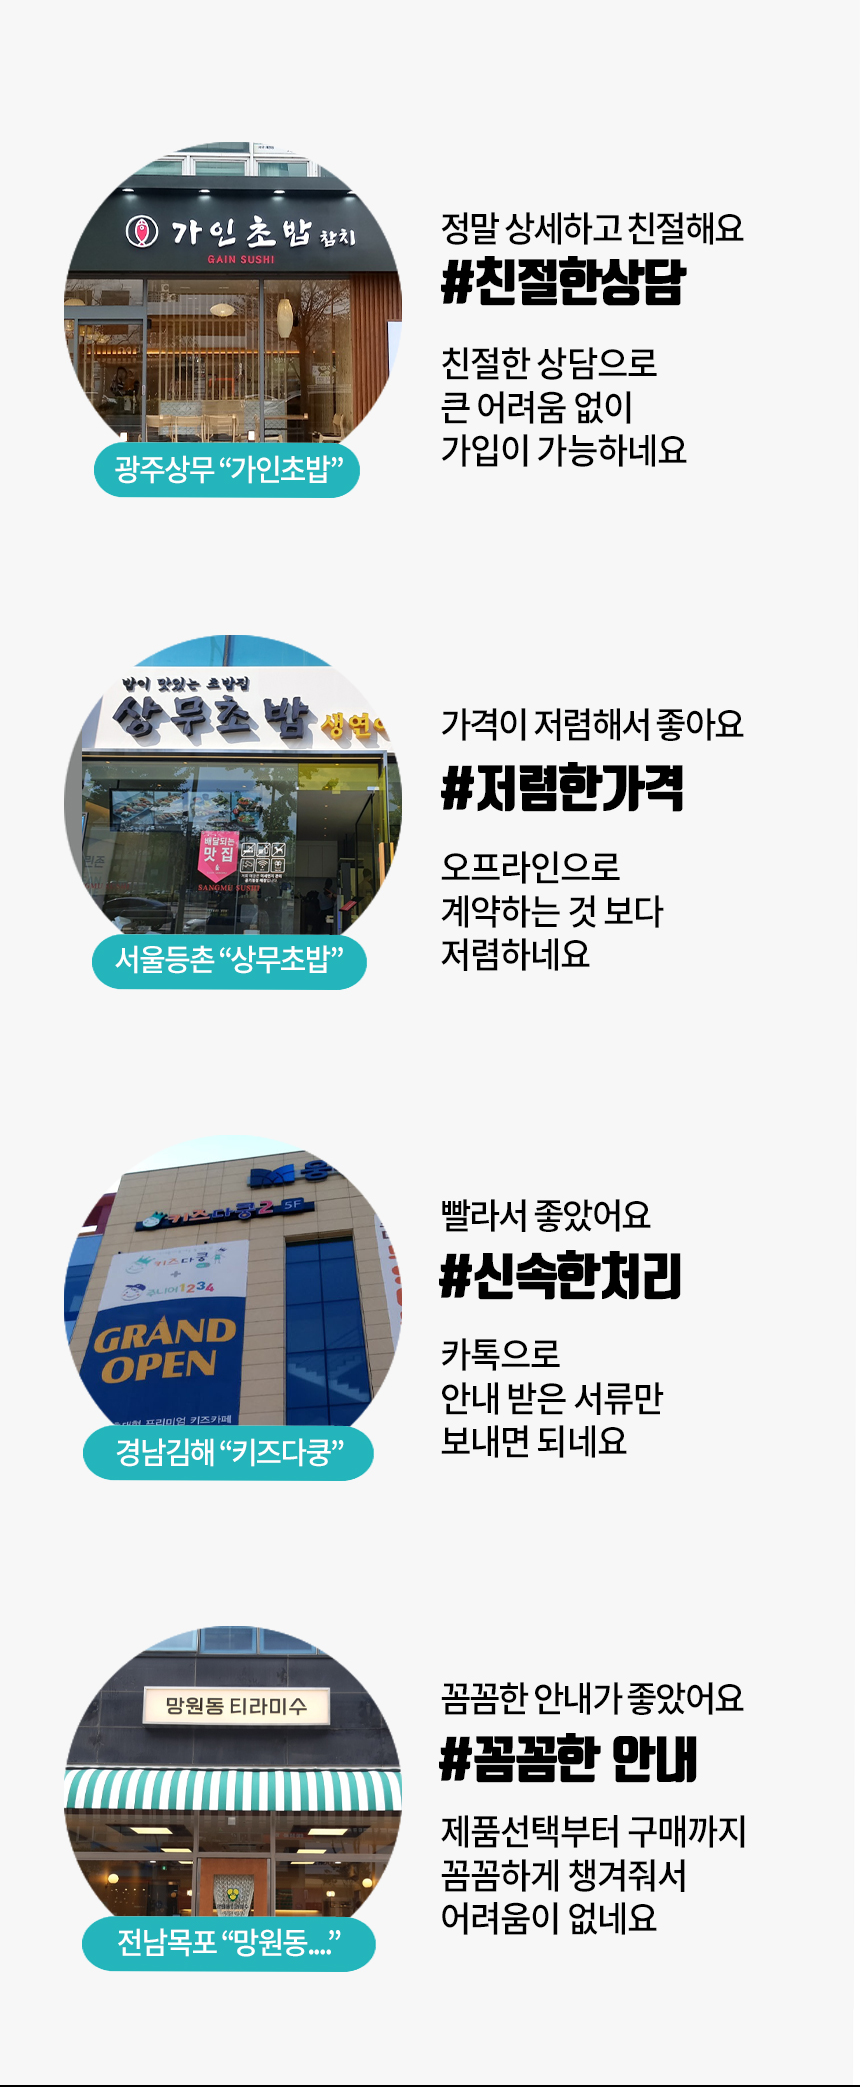 가인초밥 참치
GAIN SUSHI
광주상무 “가인초밥”
정말 상세하고 친절해요
#친절한상담
친절한 상담으로
큰 어려움 없이
가입이 가능하네요
밥이 맛있는 초밥집
상무초밥 생연어
배달되는
맛집
SANGMU SUSHI
서울등촌 “상무초밥”
가격이 저렴해서 좋아요
#저렴한가격
오프라인으로
계약하는 것 보다
저렴하네요
키즈다쿵2 5F
키즈다쿵
+
주니어1234
GRAND
OPEN
프리미엄 키즈카페
경남김해 “키즈다쿵”
빨라서 좋았어요
#신속한처리
카톡으로
안내 받은 서류만
보내면 되네요
망원동 티라미수
전남목포 “망원동....”
꼼꼼한 안내가 좋았어요
#꼼꼼한 안내
제품선택부터 구매까지
꼼꼼하게 챙겨줘서
어려움이 없네요